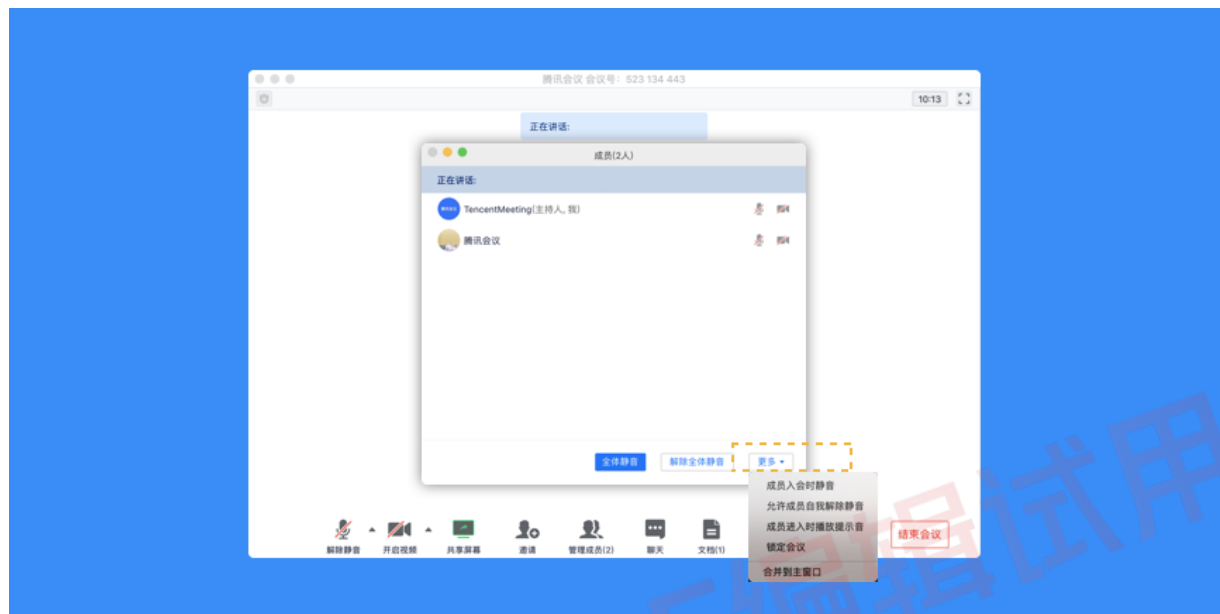 腾讯会议 会议号：523 134 443
10:13
正在讲话:
成员(2人)
正在讲话:
TencentMeeting(主持人, 我)
腾讯会议
全体静音 解除全体静音 更多
成员入会时静音
允许成员自我解除静音
成员进入时播放提示音
锁定会议
合并到主窗口
解除静音 开启视频 共享屏幕 邀请 管理成员(2) 聊天 文档(1) 结束会议
编辑试用